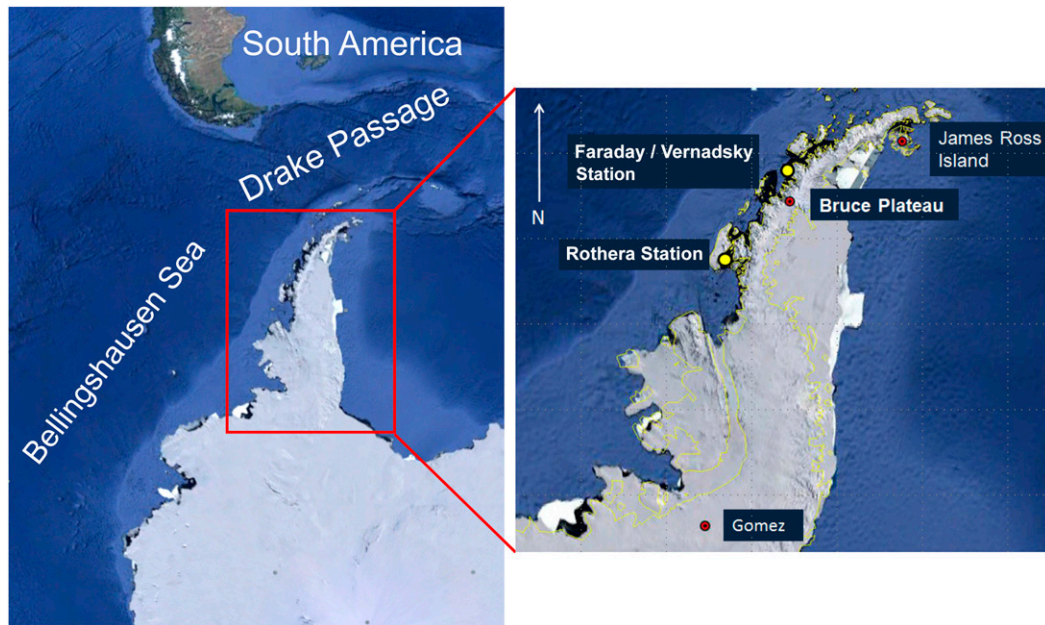 South America
Drake Passage
Bellingshausen Sea
Faraday / Vernadsky
Station
James Ross
Island
Bruce Plateau
N
Rothera Station
Gomez